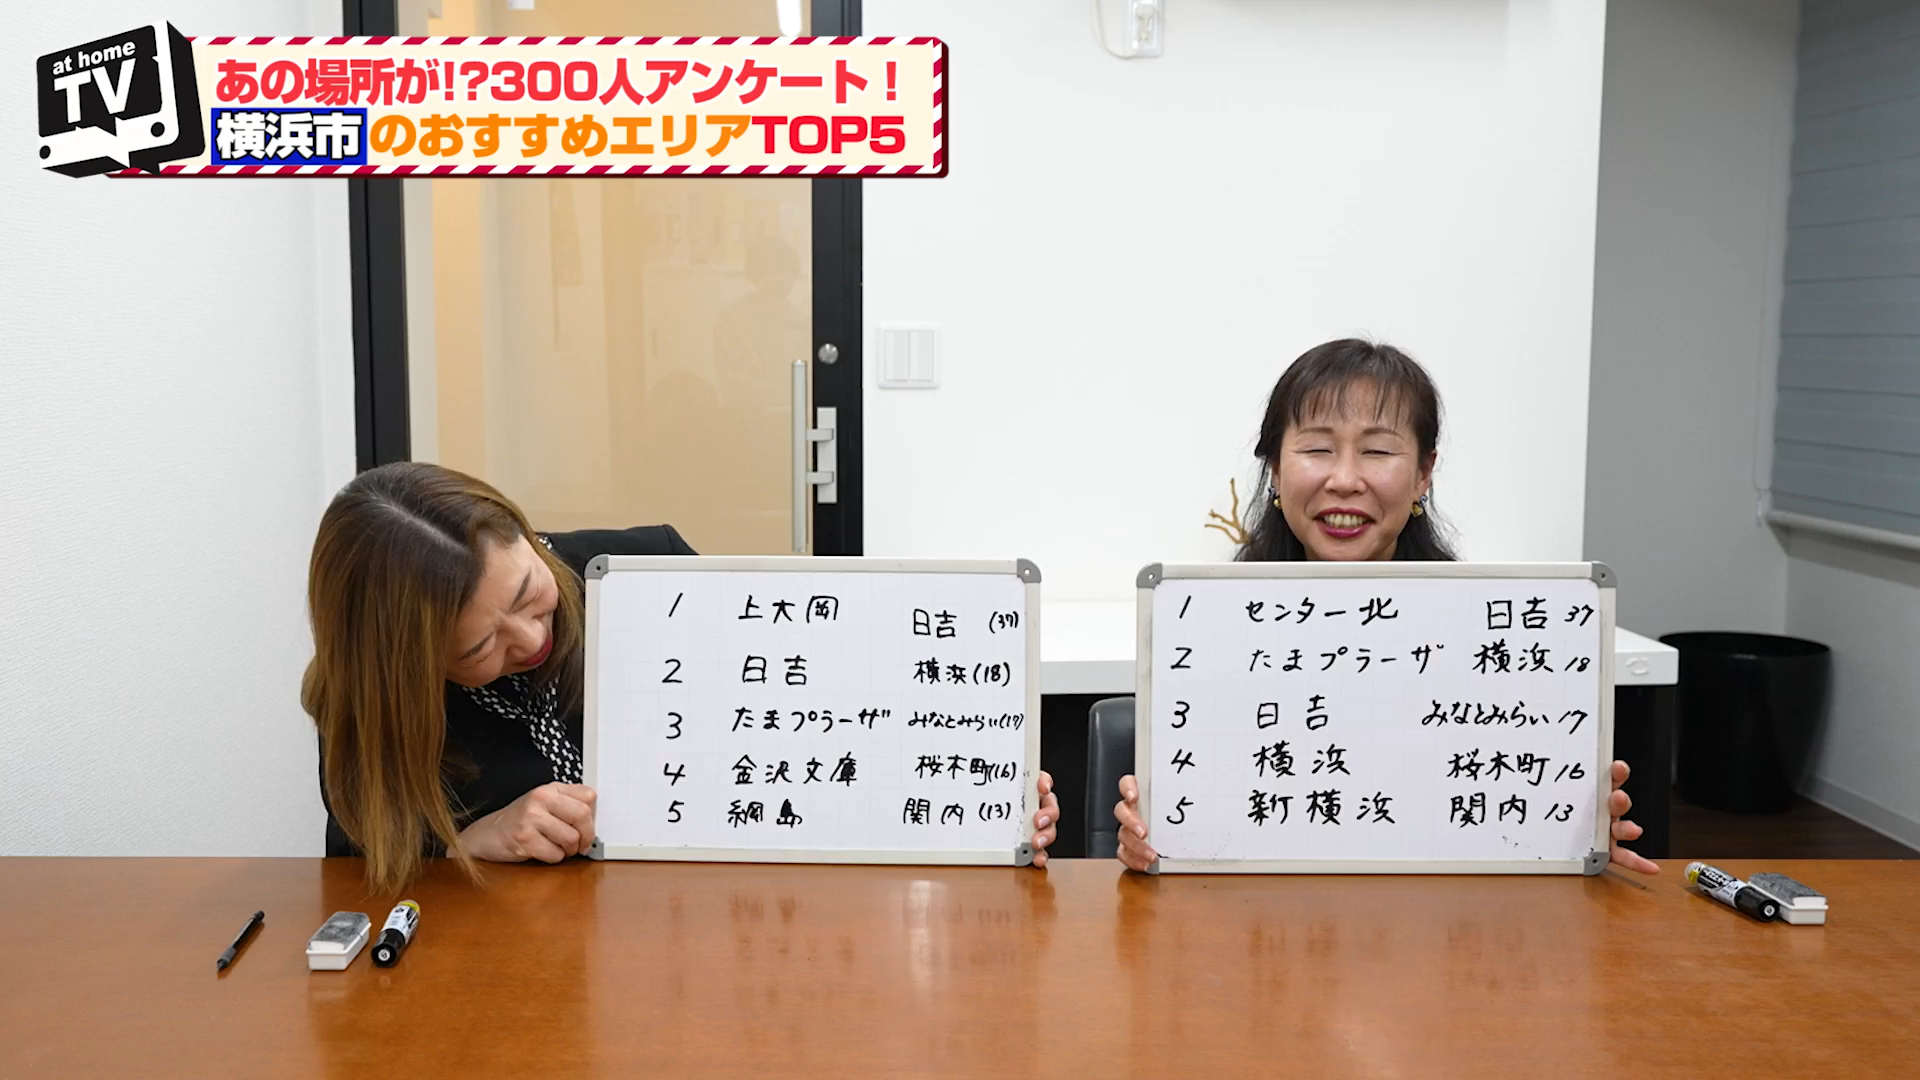 at home
TV
あの場所が!?300人アンケート！
横浜市のおすすめエリアTOP5
1 上大岡 日吉 (37)
2 日吉 横浜 (18)
3 たまプラーザ みなとみらい (17)
4 金沢文庫 桜木町 (16)
5 綱島 関内 (13)
1 センター北 日吉 37
2 たまプラーザ 横浜 18
3 日吉 みなとみらい 17
4 横浜 桜木町 16
5 新横浜 関内 13